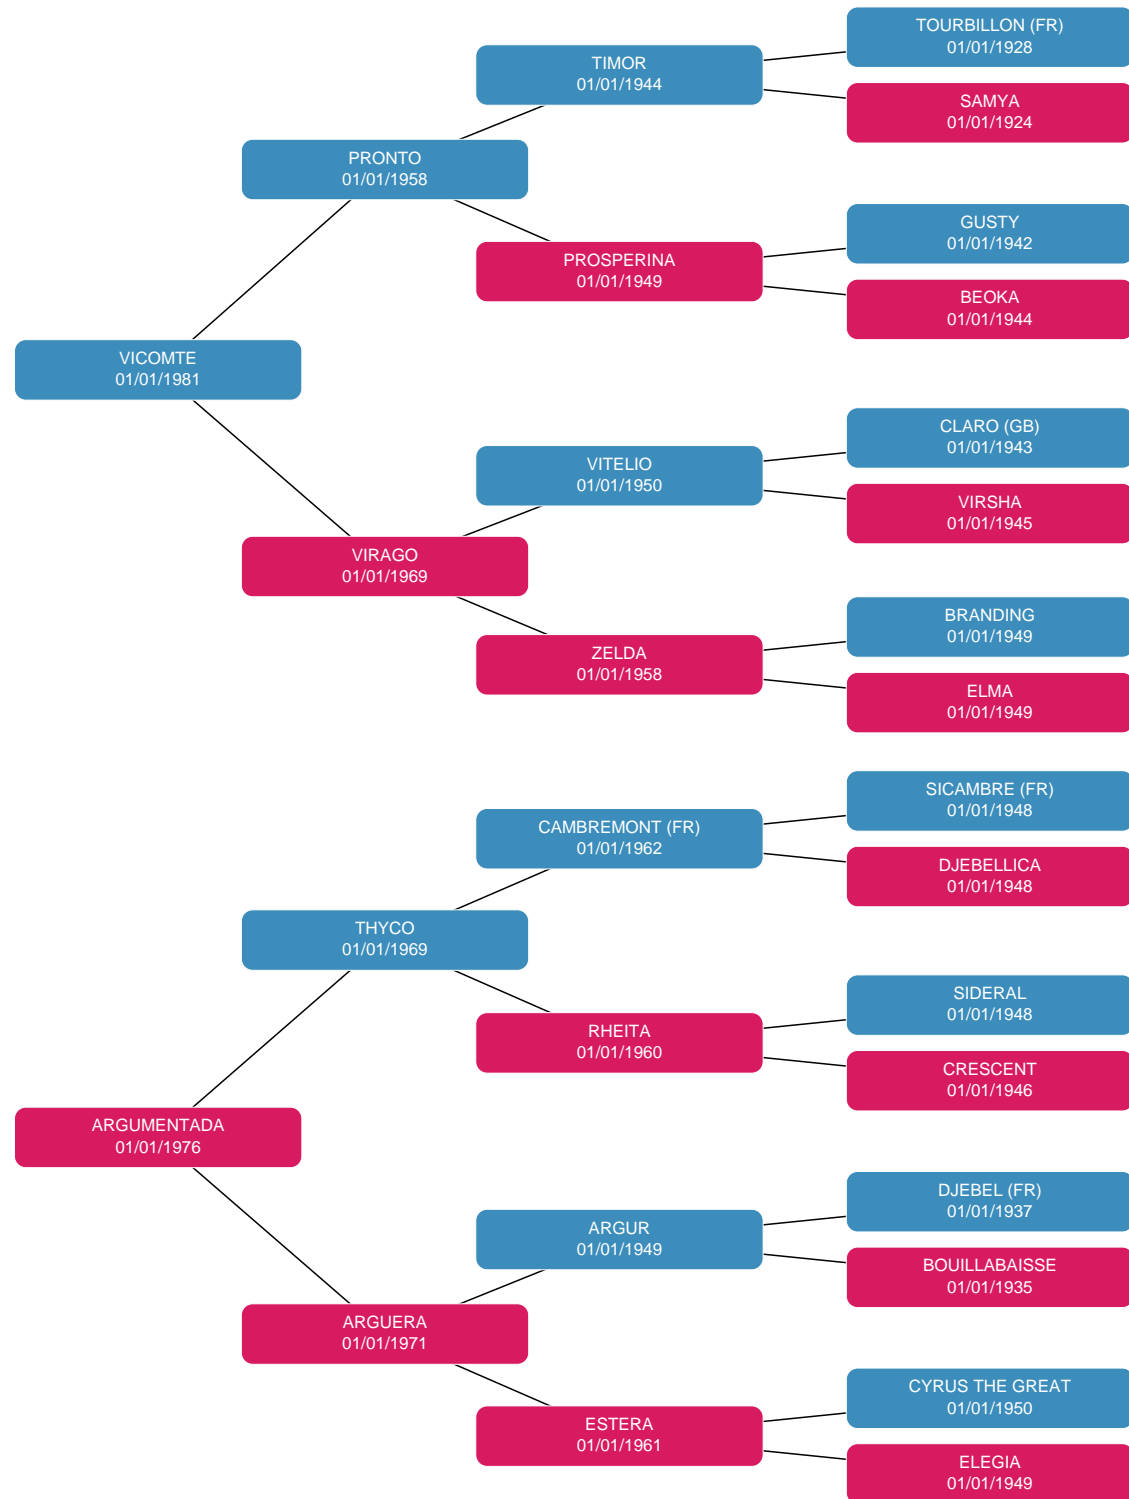 TOURBILLON (FR)
01/01/1928
TIMOR
01/01/1944
SAMYA
01/01/1924
PRONTO
01/01/1958
GUSTY
01/01/1942
PROSPERINA
01/01/1949
BEOKA
01/01/1944
VICOMTE
01/01/1981
CLARO (GB)
01/01/1943
VITELIO
01/01/1950
VIRSHA
01/01/1945
VIRAGO
01/01/1969
BRANDING
01/01/1949
ZELDA
01/01/1958
ELMA
01/01/1949
SICAMBRE (FR)
01/01/1948
CAMBREMONT (FR)
01/01/1962
DJEBELLICA
01/01/1948
THYCO
01/01/1969
SIDERAL
01/01/1948
RHEITA
01/01/1960
CRESCENT
01/01/1946
ARGUMENTADA
01/01/1976
DJEBEL (FR)
01/01/1937
ARGUR
01/01/1949
BOUILLABAISSE
01/01/1935
ARGUERA
01/01/1971
CYRUS THE GREAT
01/01/1950
ESTERA
01/01/1961
ELEGIA
01/01/1949